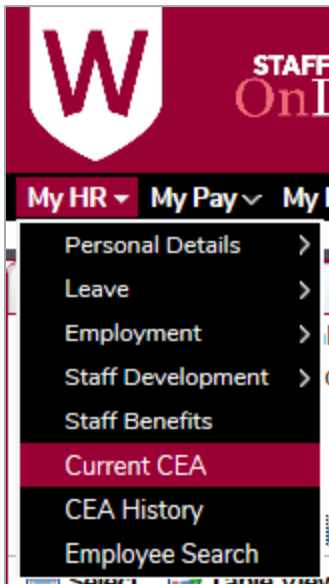 W
STAFF
My HR My Pay My
Personal Details
Leave
Employment
Staff Development
Staff Benefits
Current CEA
CEA History
Employee Search